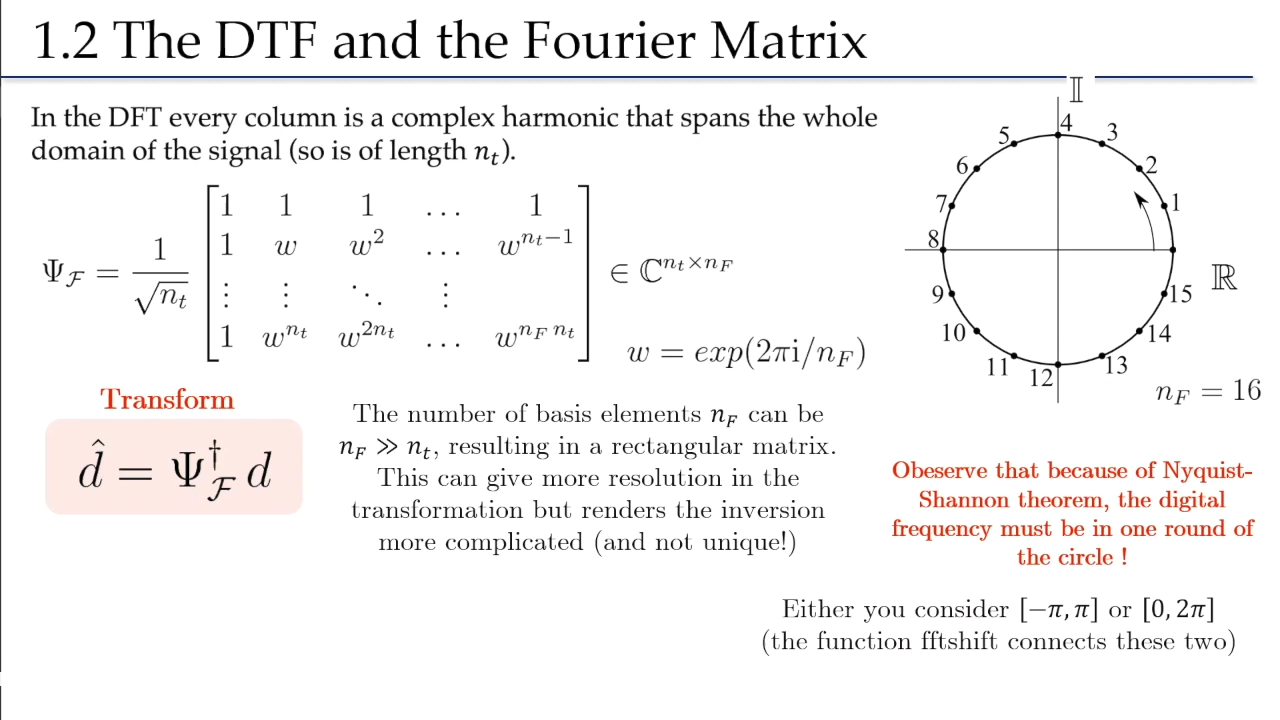 1.2 The DTF and the Fourier Matrix
In the DFT every column is a complex harmonic that spans the whole
domain of the signal (so is of length n_t).
Ψ_ℱ = 1/√n_t [
1 1 1 … 1
1 w w² … w^{n_t−1}
⋮ ⋮ ⋱ ⋮
1 w^{n_t} w^{2n_t} … w^{n_F n_t}
] ∈ ℂ^{n_t×n_F}
w = exp(2πi/n_F)
Transform
d̂ = Ψ_ℱ^† d
The number of basis elements n_F can be
n_F ≫ n_t, resulting in a rectangular matrix.
This can give more resolution in the
transformation but renders the inversion
more complicated (and not unique!)
𝕀
ℝ
1
2
3
4
5
6
7
8
9
10
11
12
13
14
15
n_F = 16
Obeserve that because of Nyquist-
Shannon theorem, the digital
frequency must be in one round of
the circle !
Either you consider [−π, π] or [0, 2π]
(the function fftshift connects these two)